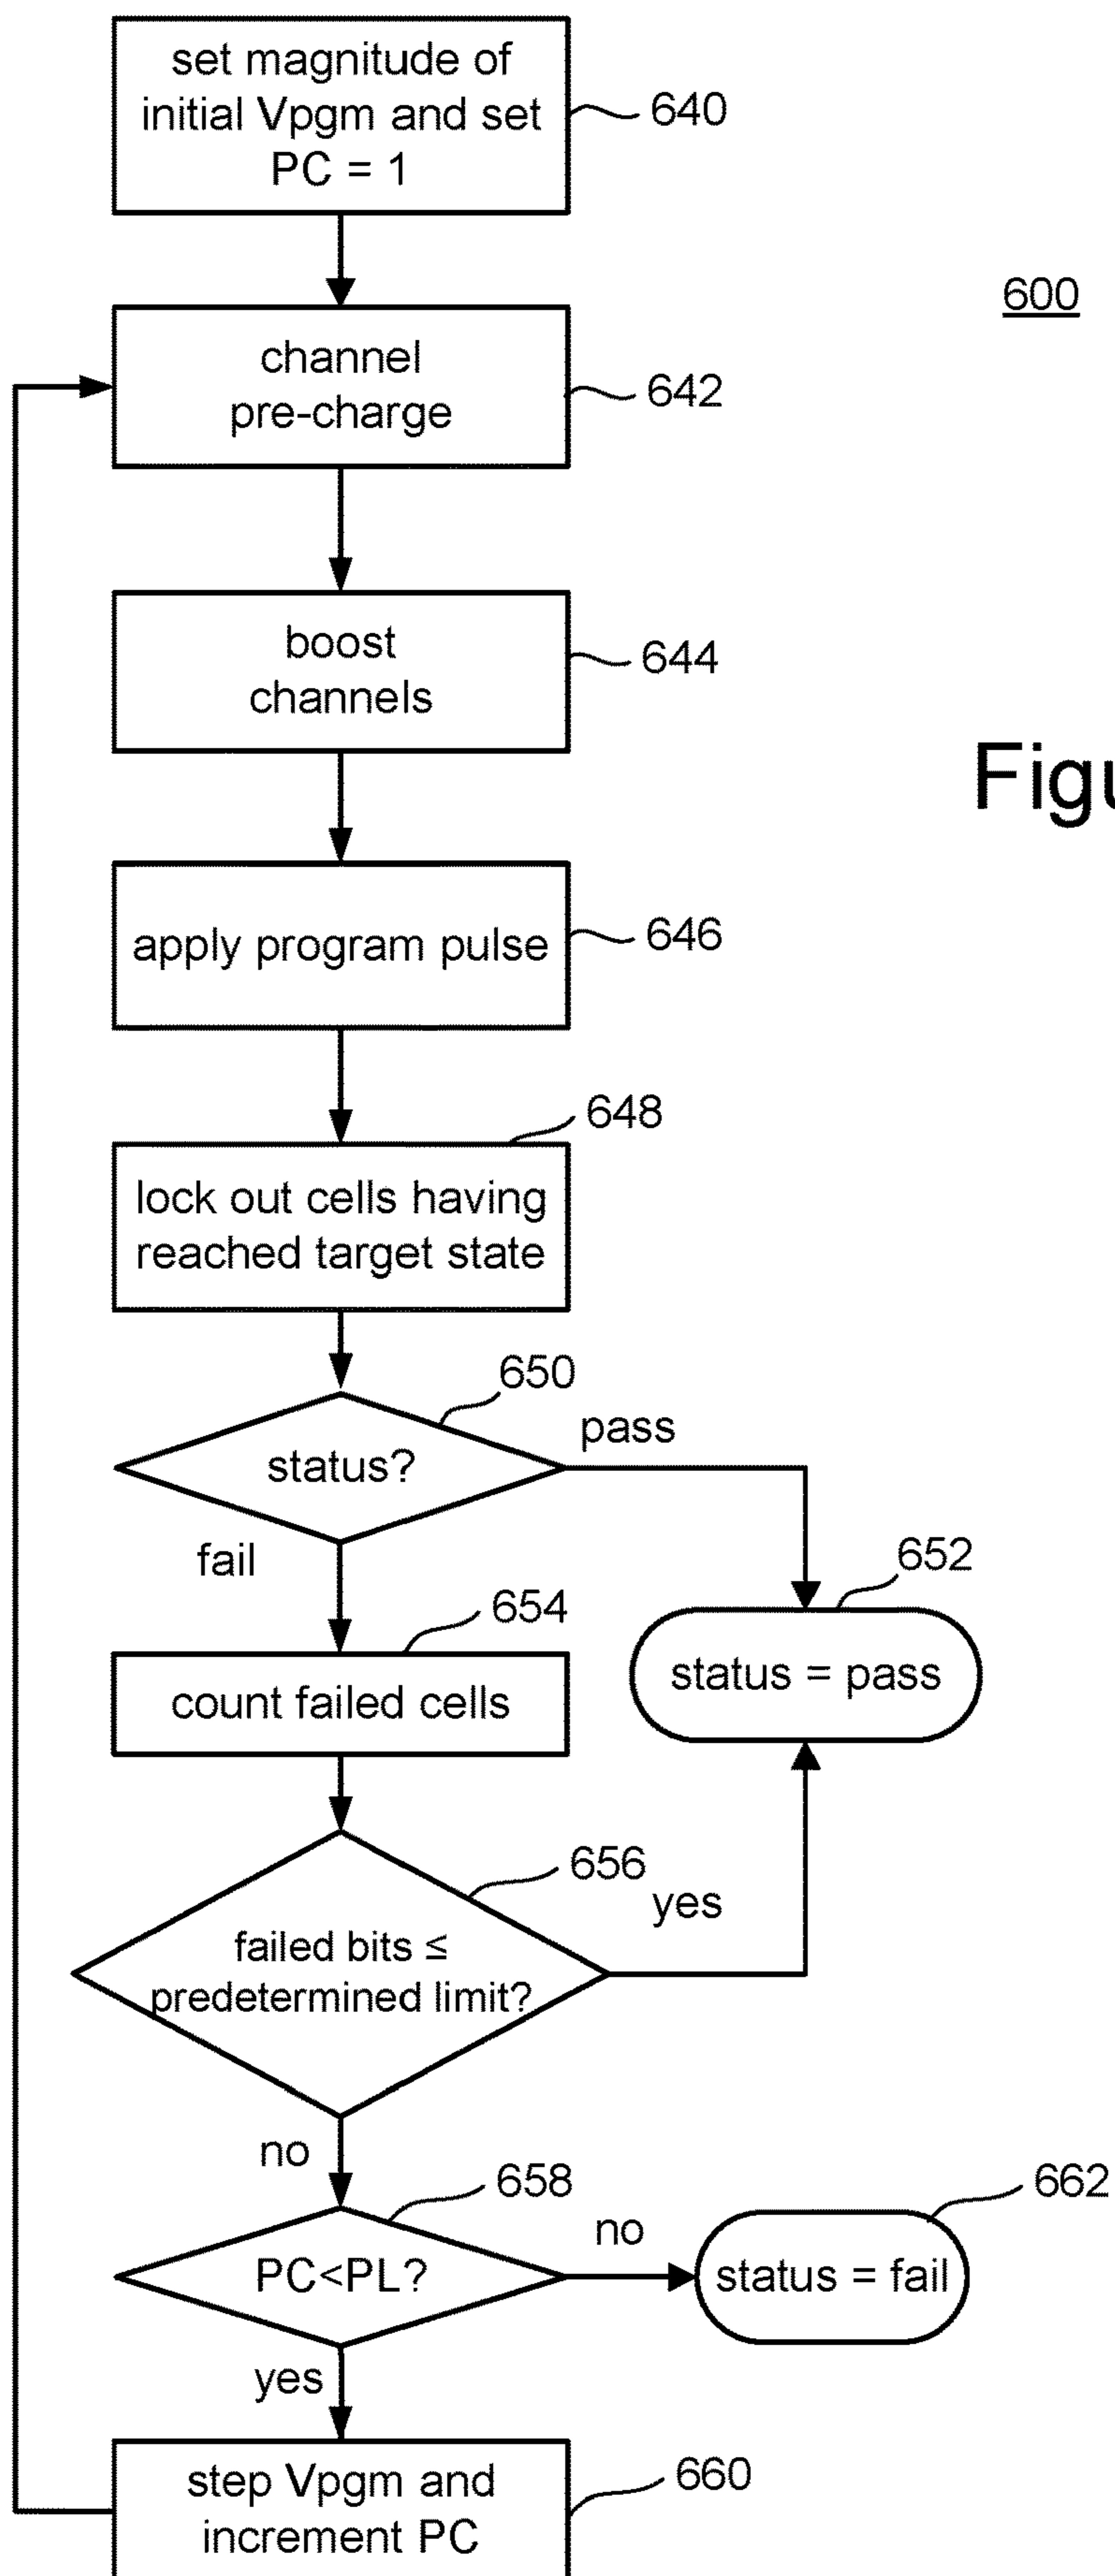 set magnitude of
initial Vpgm and set
PC = 1
640
600
channel
pre-charge
642
boost
channels
644
Figu
apply program pulse
646
648
lock out cells having
reached target state
650
status?
pass
fail
652
654
status = pass
count failed cells
656
yes
failed bits ≤
predetermined limit?
no
658
662
no
PC<PL?
status = fail
yes
step Vpgm and
increment PC
660